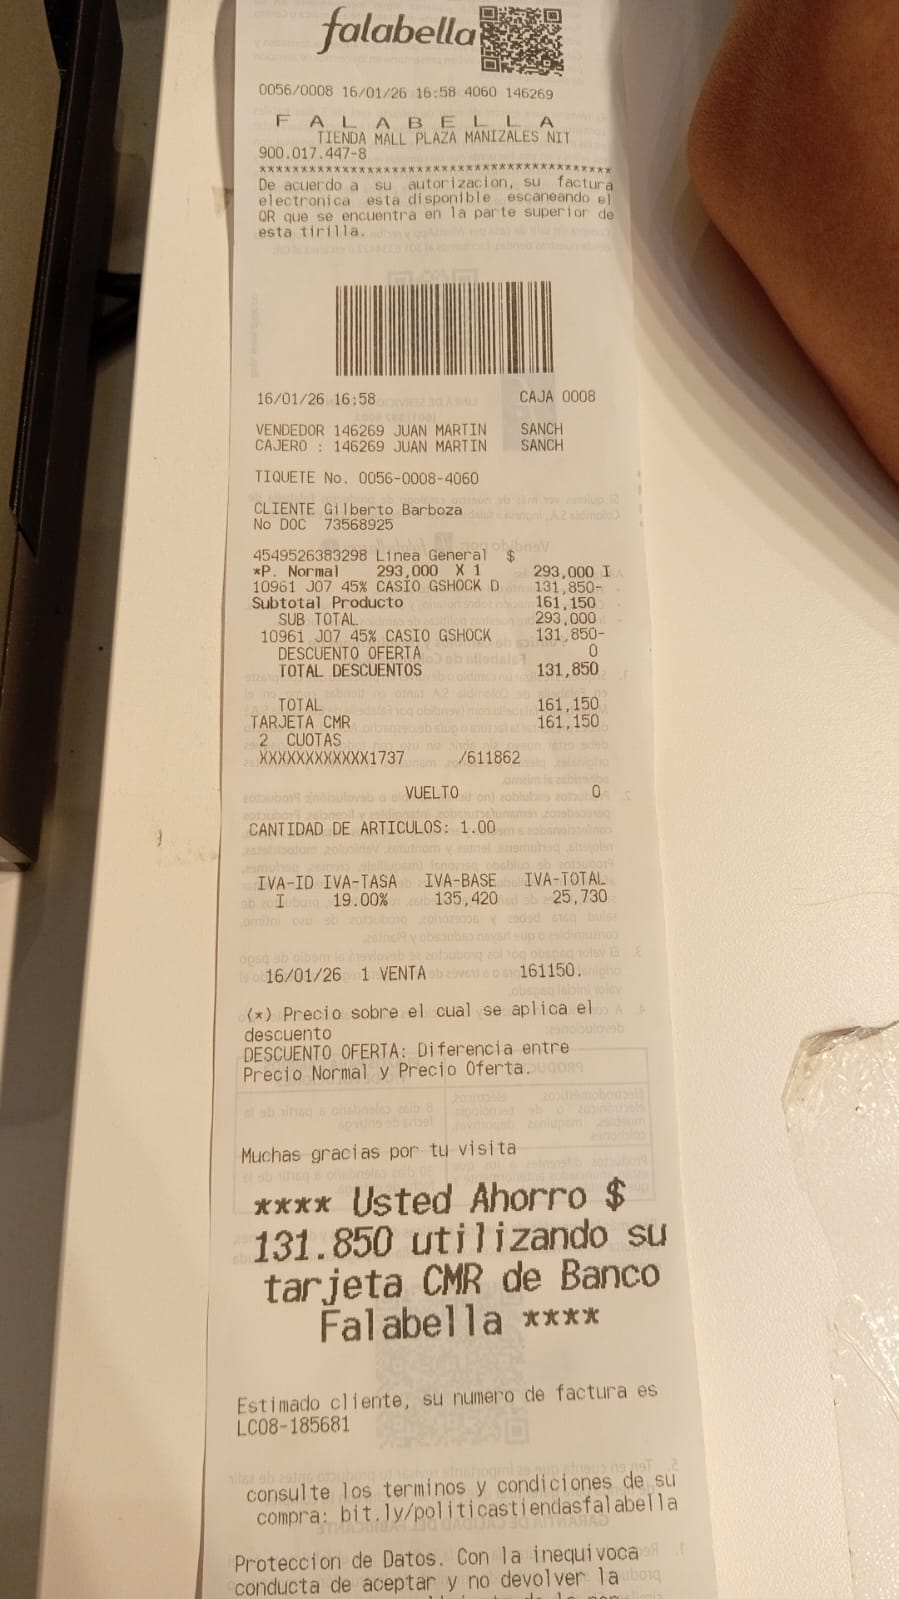 falabella
0056/0008 16/01/26 16:58 4060 146269
F A L A B E L L A
TIENDA MALL PLAZA MANIZALES NIT
900.017.447-8
*******************************************
De acuerdo a su autorizacion, su factura
electronica esta disponible escaneando el
QR que se encuentra en la parte superior de
esta tirilla.
16/01/26 16:58 CAJA 0008
VENDEDOR 146269 JUAN MARTIN SANCH
CAJERO : 146269 JUAN MARTIN SANCH
TIQUETE No. 0056-0008-4060
CLIENTE Gilberto Barboza
No DOC 73568925
4549526383298 Linea General $
*P. Normal 293,000 X 1 293,000 I
10961 J07 45% CASIO GSHOCK D 131,850-
Subtotal Producto 161,150
SUB TOTAL 293,000
10961 J07 45% CASIO GSHOCK 131,850-
DESCUENTO OFERTA 0
TOTAL DESCUENTOS 131,850
TOTAL 161,150
TARJETA CMR 161,150
2 CUOTAS
XXXXXXXXXXXX1737 /611862
VUELTO 0
CANTIDAD DE ARTICULOS: 1.00
IVA-ID IVA-TASA IVA-BASE IVA-TOTAL
I 19.00% 135,420 25,730
16/01/26 1 VENTA 161150.
(*) Precio sobre el cual se aplica el
descuento
DESCUENTO OFERTA: Diferencia entre
Precio Normal y Precio Oferta.
Muchas gracias por tu visita
**** Usted Ahorro $
131.850 utilizando su
tarjeta CMR de Banco
Falabella ****
Estimado cliente, su numero de factura es
LC08-185681
consulte los terminos y condiciones de su
compra: bit.ly/politicastiendasfalabella
Proteccion de Datos. Con la inequivoca
conducta de aceptar y no devolver la